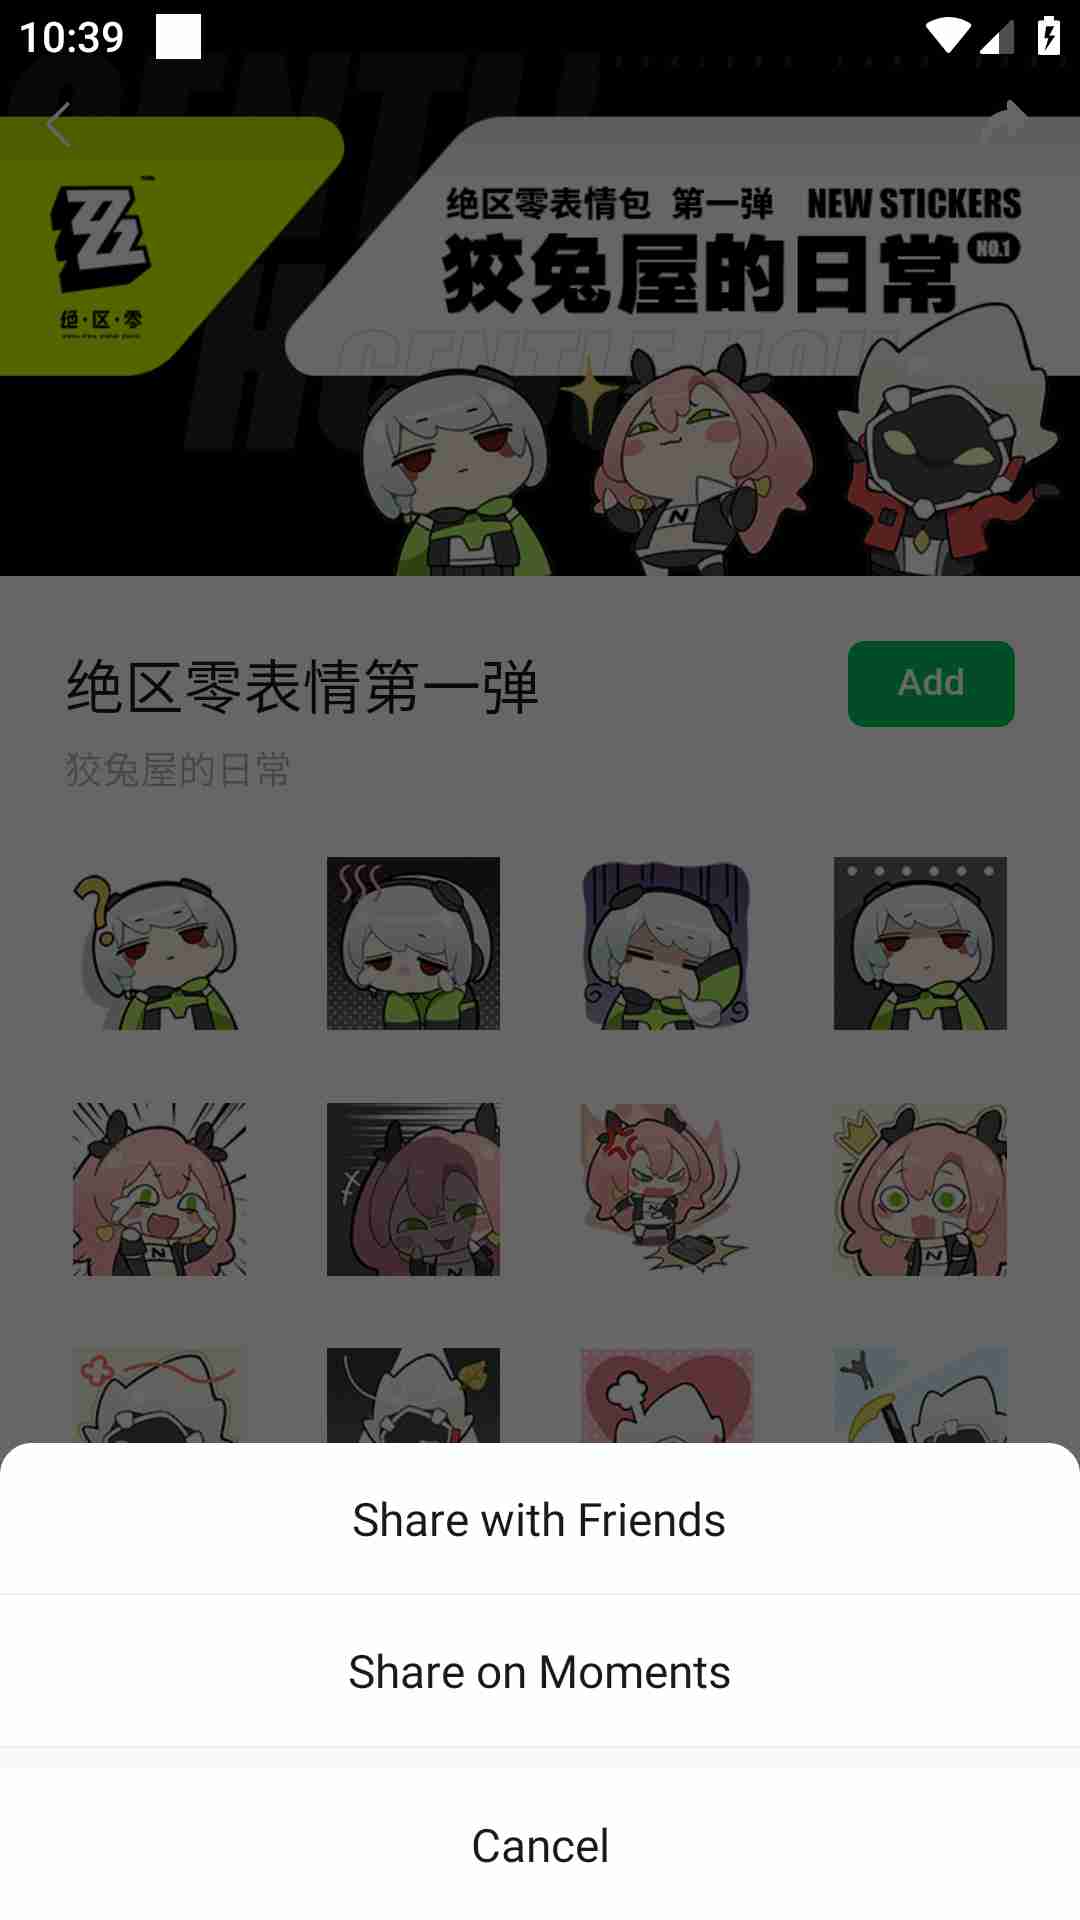 10:39
绝区零表情包 第一弹 NEW STICKERS
狡兔屋的日常 NO.1
绝·区·零
绝区零表情第一弹
Add
狡兔屋的日常
Share with Friends
Share on Moments
Cancel